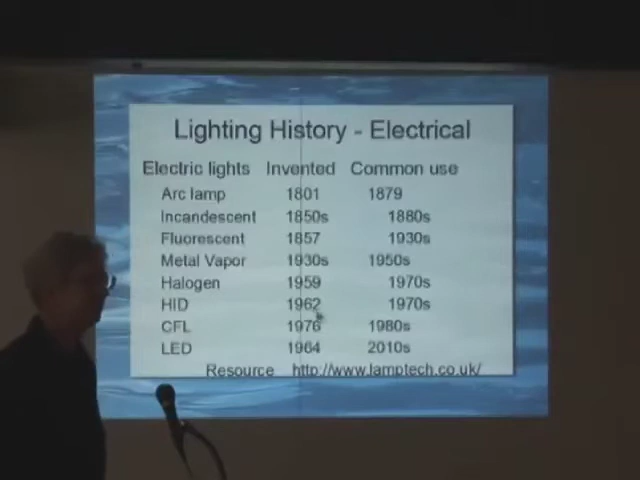 Lighting History - Electrical
Electric lights Invented Common use
Arc lamp 1801 1879
Incandescent 1850s 1880s
Fluorescent 1857 1930s
Metal Vapor 1930s 1950s
Halogen 1959 1970s
HID 1962 1970s
CFL 1976 1980s
LED 1964 2010s
Resource http://www.lamptech.co.uk/